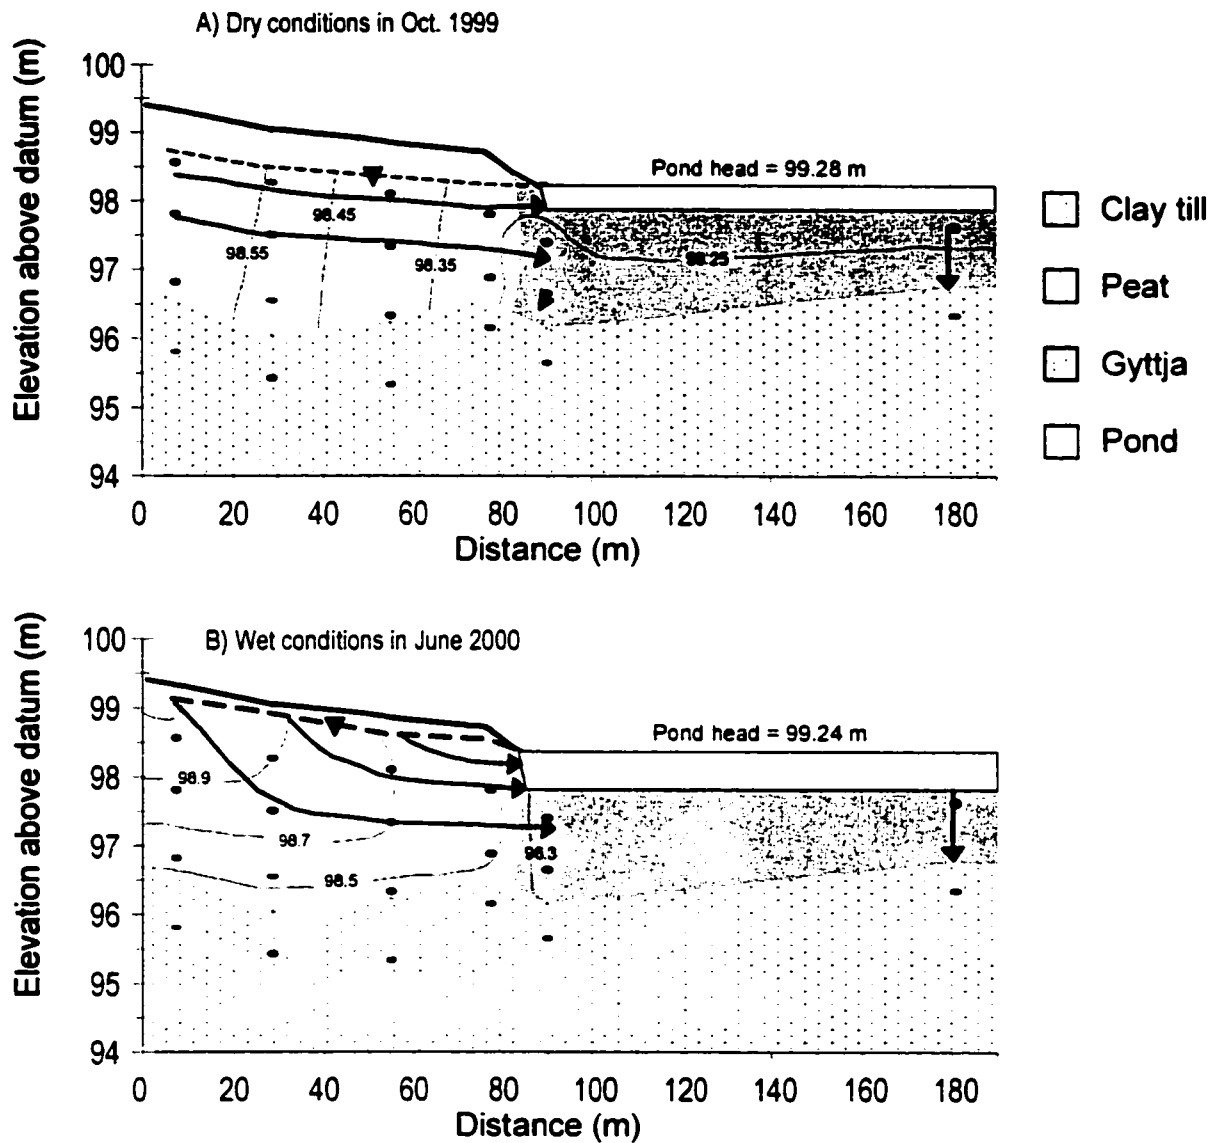 A) Dry conditions in Oct. 1999
Elevation above datum (m)
100
99
98
97
96
95
94
Pond head = 99.28 m
98.45
98.55
98.35
98.25
0 20 40 60 80 100 120 140 160 180
Distance (m)
Clay till
Peat
Gyttja
Pond
B) Wet conditions in June 2000
Elevation above datum (m)
100
99
98
97
96
95
94
Pond head = 99.24 m
98.9
98.7
98.3
98.5
0 20 40 60 80 100 120 140 160 180
Distance (m)